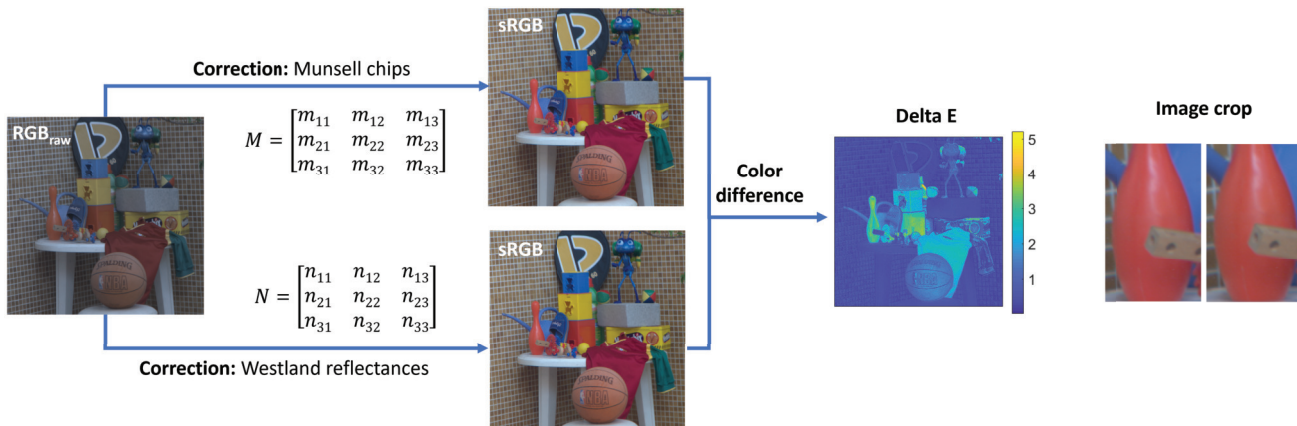 Correction: Munsell chips
M = [m11 m12 m13
m21 m22 m23
m31 m32 m33]
RGBraw
sRGB
Color
difference
Delta E
5
4
3
2
1
Image crop
N = [n11 n12 n13
n21 n22 n23
n31 n32 n33]
sRGB
Correction: Westland reflectances
SPALDING
NBA
SPALDING
NBA
SPALDING
NBA